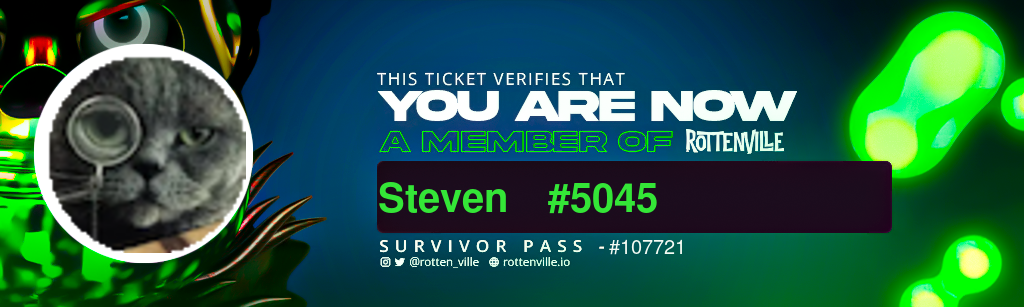 THIS TICKET VERIFIES THAT
YOU ARE NOW
A MEMBER OF ROTTENVILLE
Steven #5045
SURVIVOR PASS - #107721
@rotten_ville rottenville.io